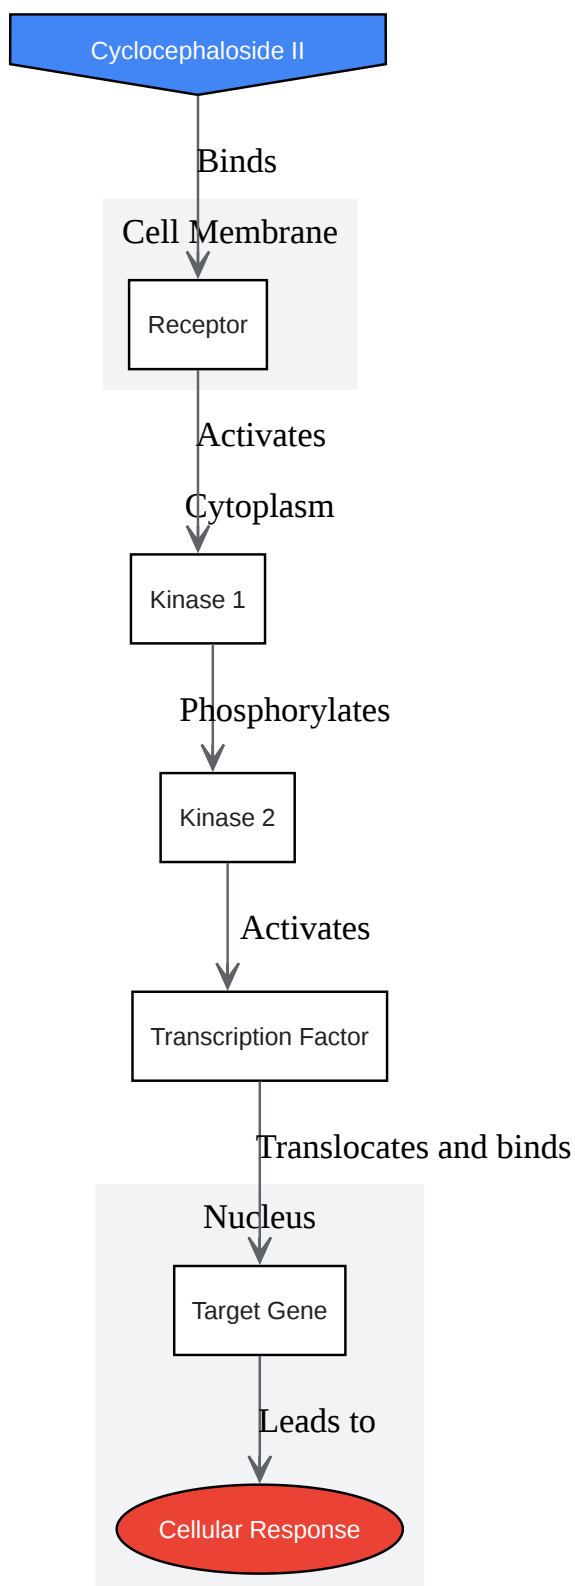 Cyclocephaloside II
Binds
Cell Membrane
Receptor
Activates
Cytoplasm
Kinase 1
Phosphorylates
Kinase 2
Activates
Transcription Factor
Translocates and binds
Nucleus
Target Gene
Leads to
Cellular Response